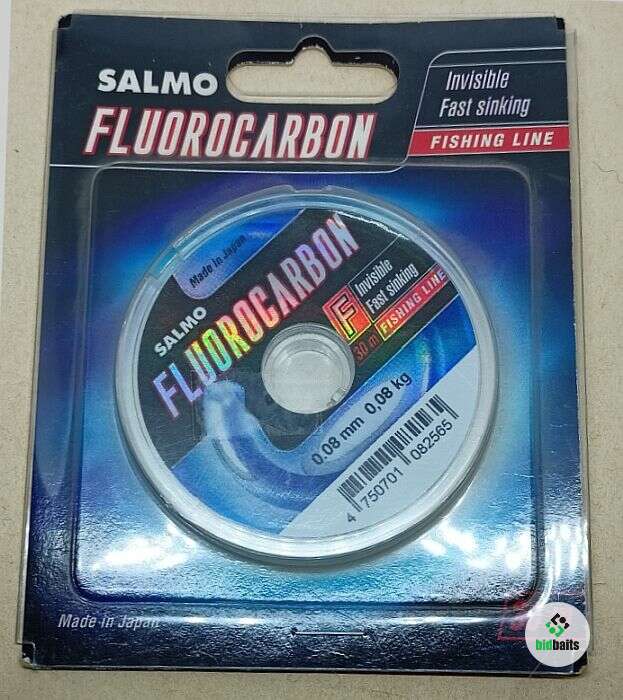 SALMO
FLUOROCARBON
Invisible
Fast sinking
FISHING LINE
Made in Japan
SALMO
FLUOROCARBON
F
Invisible
Fast sinking
30 m FISHING LINE
0,08 mm 0,08 kg
4 750701 082565
Made in Japan
bidbaits